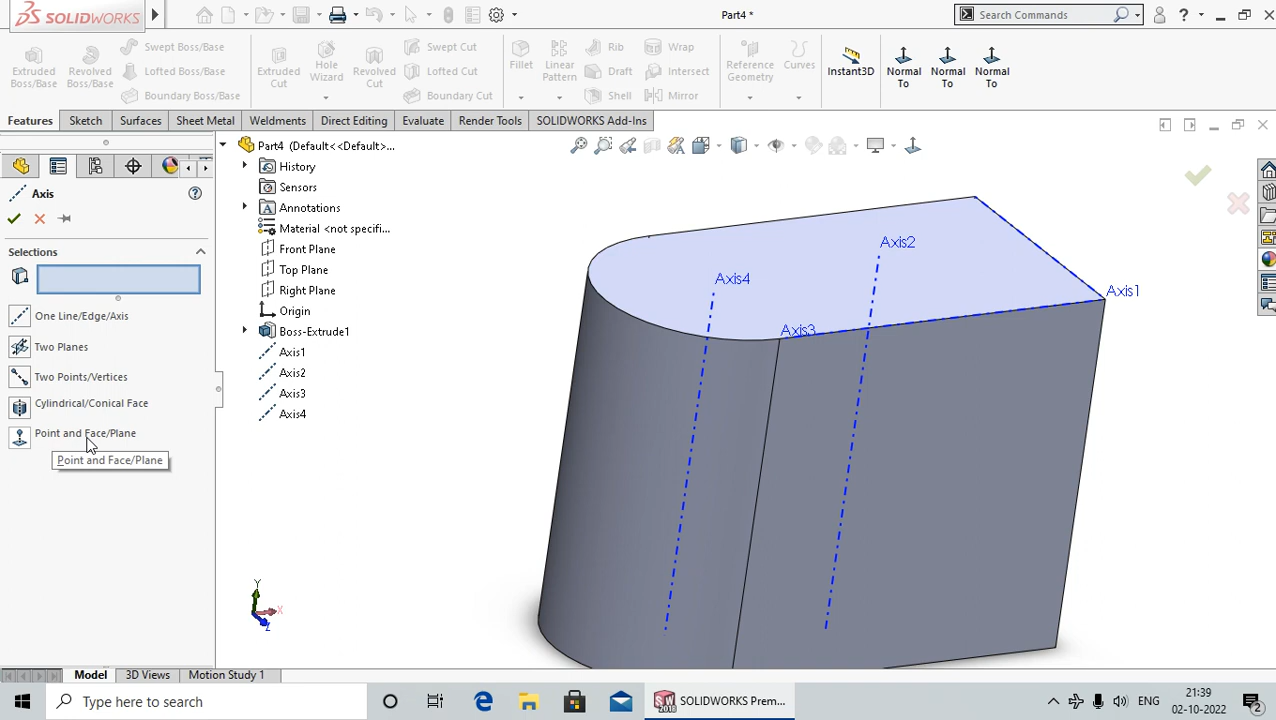 SOLIDWORKS
Part4 *
Search Commands
?
Extruded Boss/Base
Revolved Boss/Base
Swept Boss/Base
Lofted Boss/Base
Boundary Boss/Base
Extruded Cut
Hole Wizard
Revolved Cut
Swept Cut
Lofted Cut
Boundary Cut
Fillet
Linear Pattern
Rib
Draft
Shell
Wrap
Intersect
Mirror
Reference Geometry
Curves
Instant3D
Normal To
Normal To
Normal To
Features
Sketch
Surfaces
Sheet Metal
Weldments
Direct Editing
Evaluate
Render Tools
SOLIDWORKS Add-Ins
Axis
Selections
One Line/Edge/Axis
Two Planes
Two Points/Vertices
Cylindrical/Conical Face
Point and Face/Plane
Point and Face/Plane
Part4 (Default<<Default>...
History
Sensors
Annotations
Material <not specifi...
Front Plane
Top Plane
Right Plane
Origin
Boss-Extrude1
Axis1
Axis2
Axis3
Axis4
Axis2
Axis4
Axis1
Axis3
Y
X
Z
Model
3D Views
Motion Study 1
Type here to search
SW
2018
SOLIDWORKS Prem...
ENG
21:39
02-10-2022
2